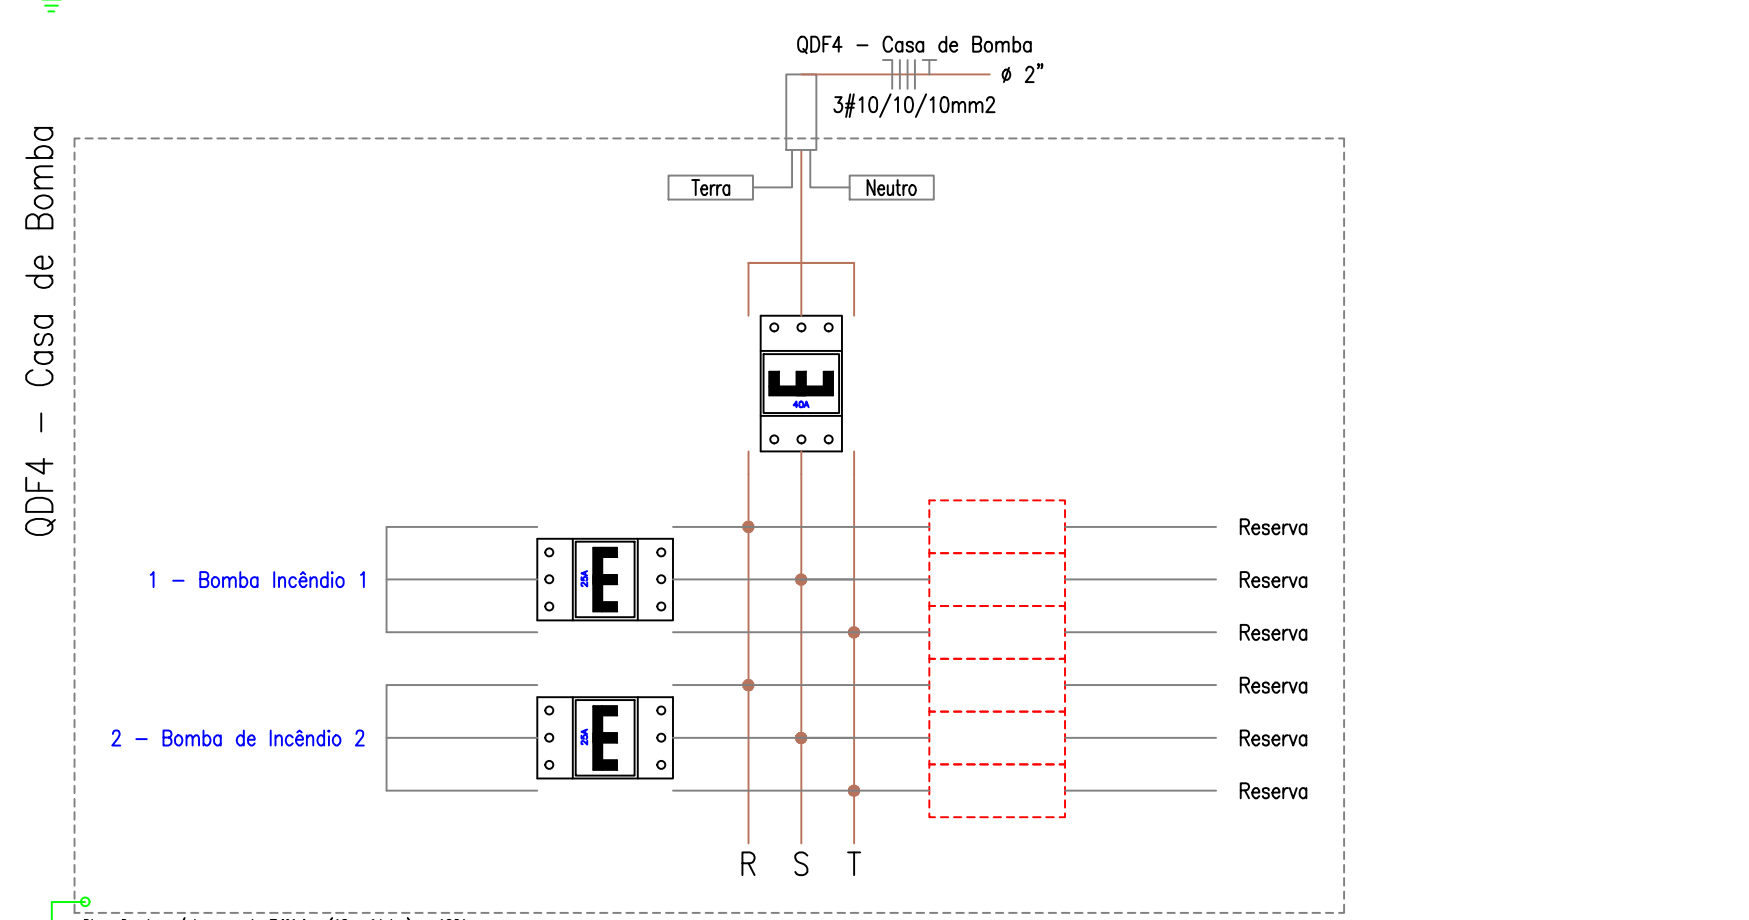 QDF4 - Casa de Bomba
ø 2"
3#10/10/10mm2
QDF4 - Casa de Bomba
Terra
Neutro
40A
Reserva
1 - Bomba Incêndio 1
25A
Reserva
Reserva
Reserva
2 - Bomba de Incêndio 2
25A
Reserva
Reserva
R S T